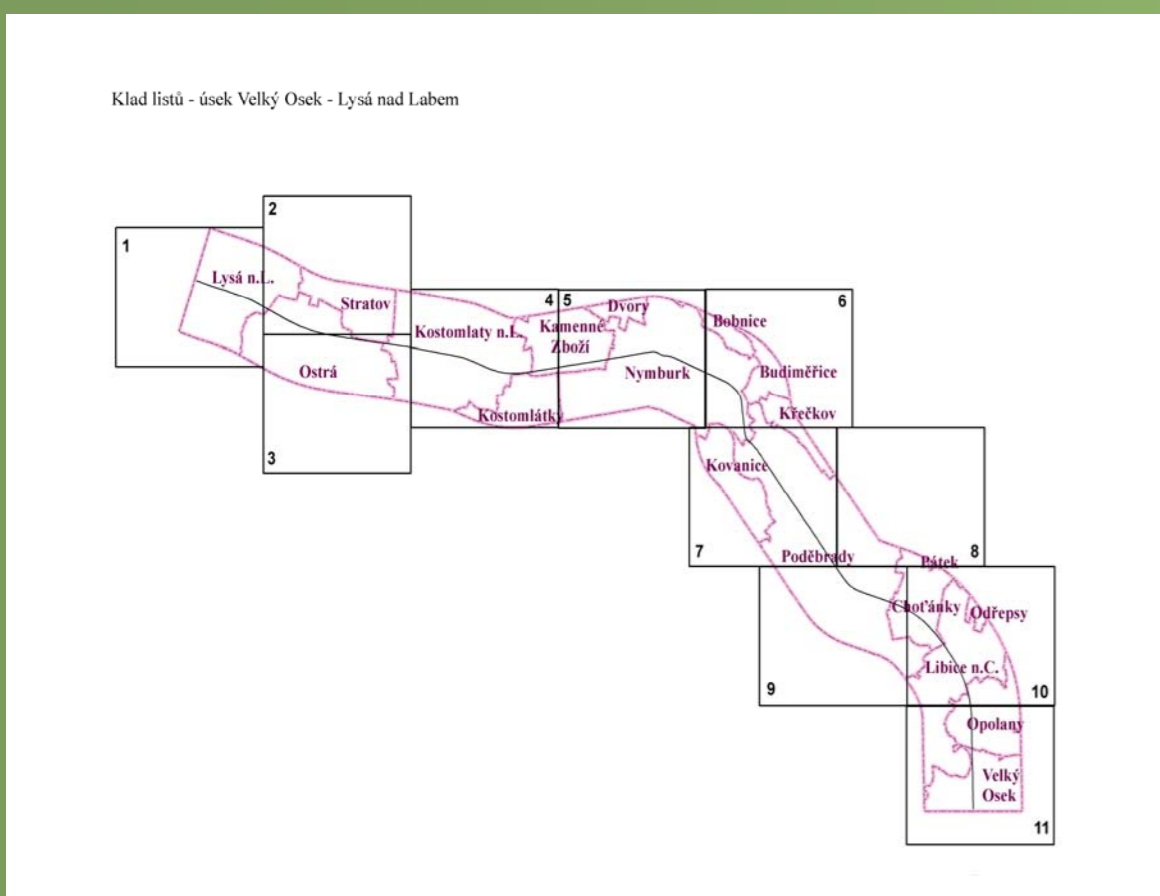 Klad listů - úsek Velký Osek - Lysá nad Labem
2
1
Lysá n.L.
Stratov
4
5
Dvory
6
Kostomlaty n.L.
Kamenné
Zboží
Bobnice
Ostrá
Nymburk
Budiměřice
Kostomlátky
Křečkov
3
Kovanice
7
Poděbrady
8
Pátek
Choťánky
Odřepsy
Libice n.C.
9
10
Opolany
Velký
Osek
11